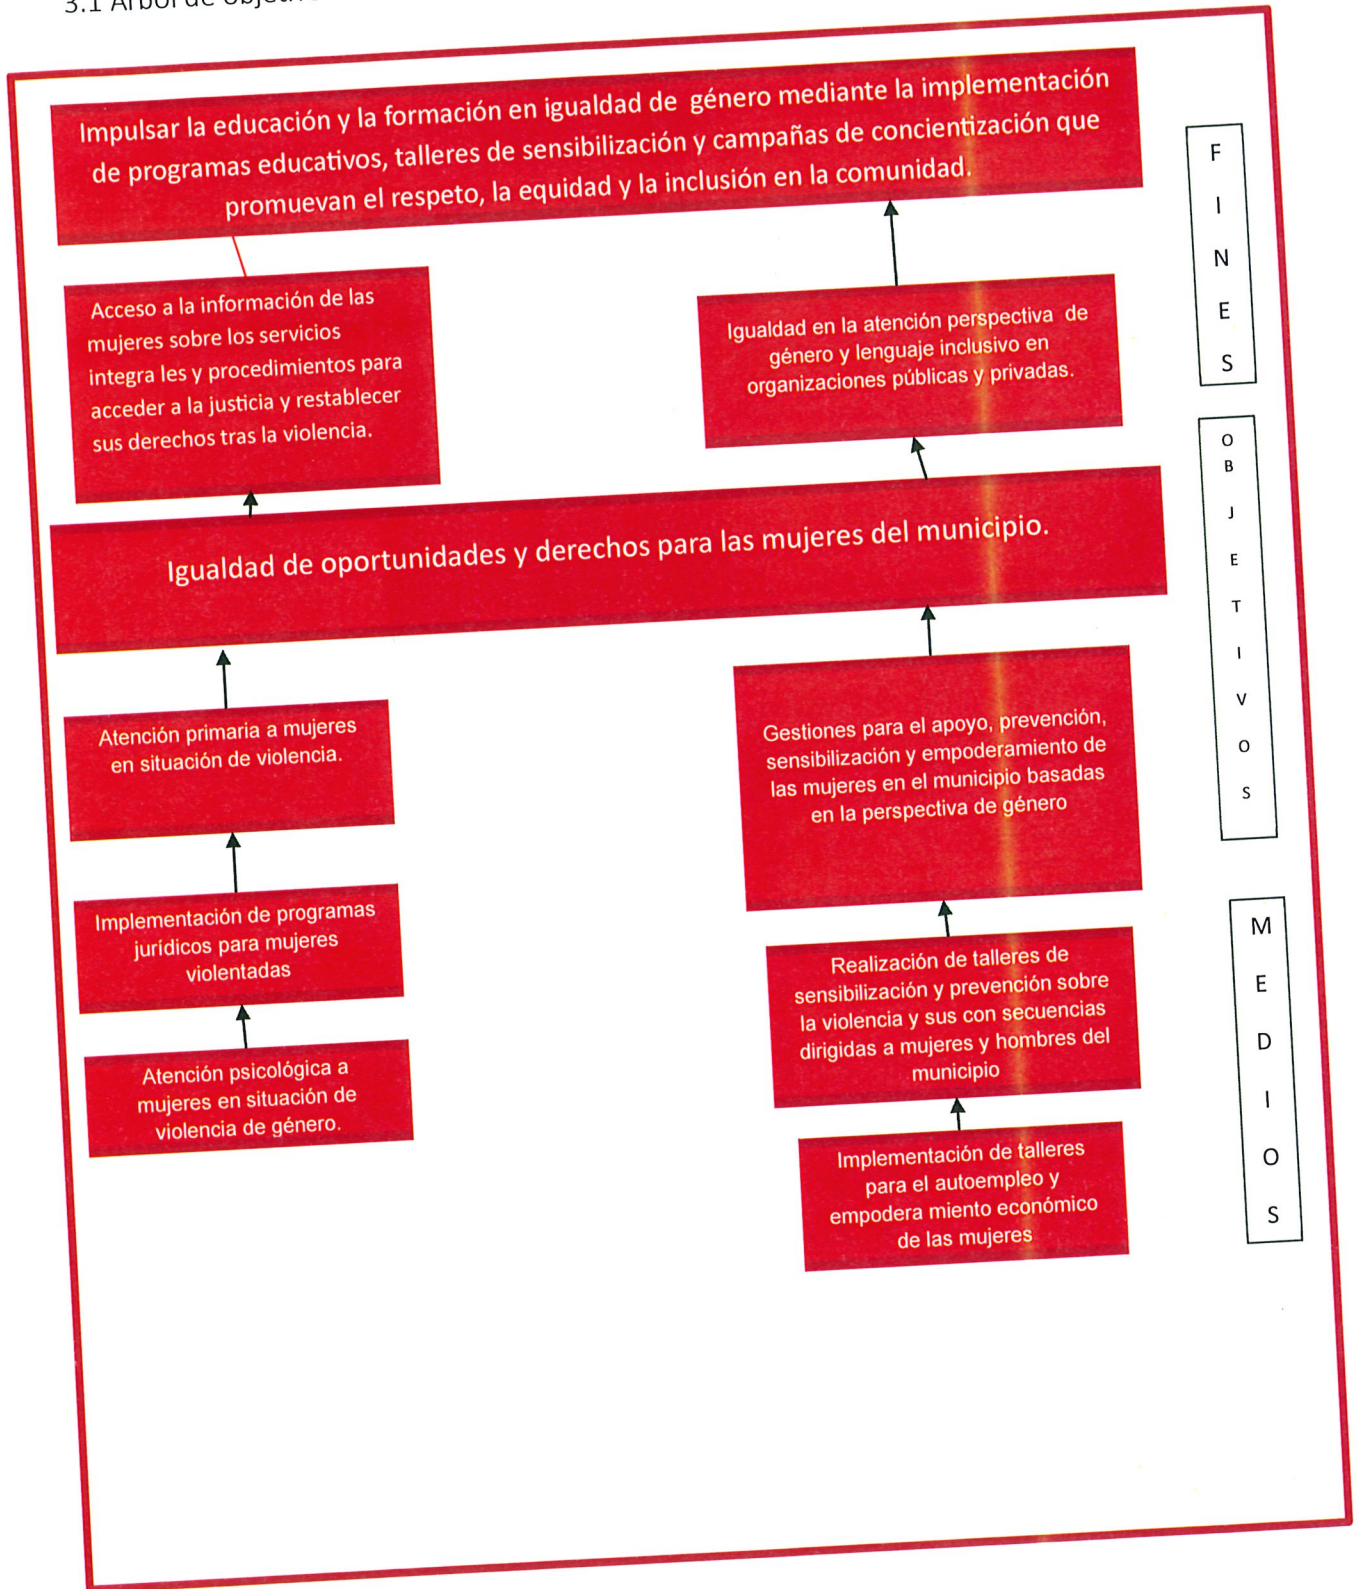 3.1 Árbol de objetiv
Impulsar la educación y la formación en igualdad de género mediante la implementación
de programas educativos, talleres de sensibilización y campañas de concientización que
promuevan el respeto, la equidad y la inclusión en la comunidad.
F
I
N
E
S
Acceso a la información de las
mujeres sobre los servicios
integra les y procedimientos para
acceder a la justicia y restablecer
sus derechos tras la violencia.
Igualdad en la atención perspectiva de
género y lenguaje inclusivo en
organizaciones públicas y privadas.
O
B
J
E
T
I
V
O
S
Igualdad de oportunidades y derechos para las mujeres del municipio.
Atención primaria a mujeres
en situación de violencia.
Gestiones para el apoyo, prevención,
sensibilización y empoderamiento de
las mujeres en el municipio basadas
en la perspectiva de género
Implementación de programas
jurídicos para mujeres
violentadas
Realización de talleres de
sensibilización y prevención sobre
la violencia y sus con secuencias
dirigidas a mujeres y hombres del
municipio
M
E
D
I
O
S
Atención psicológica a
mujeres en situación de
violencia de género.
Implementación de talleres
para el autoempleo y
empodera miento económico
de las mujeres